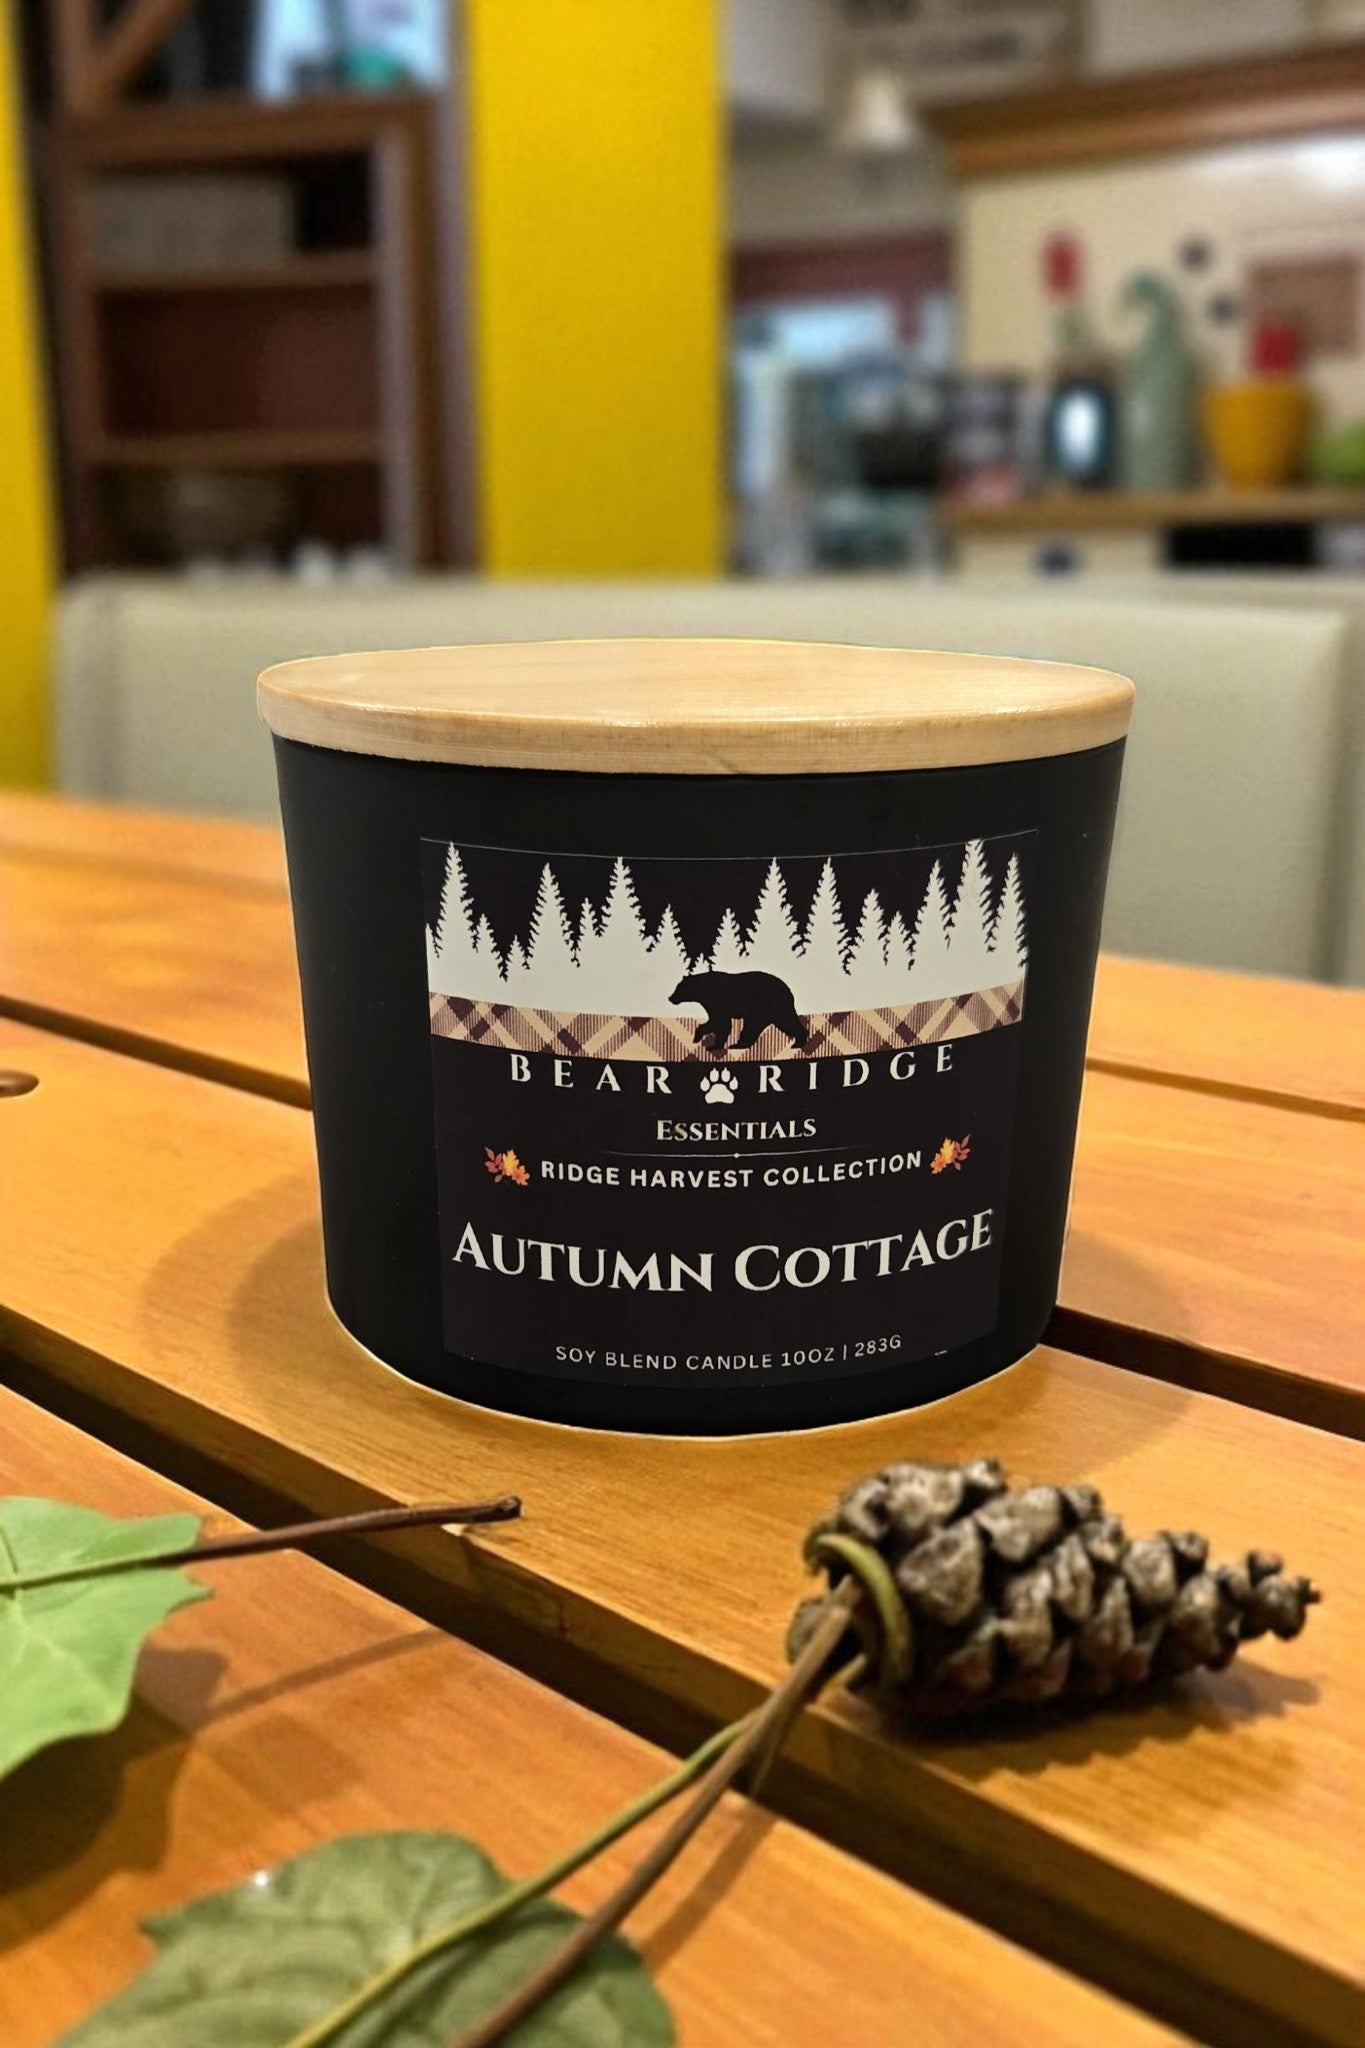 BEAR RIDGE
ESSENTIALS
RIDGE HARVEST COLLECTION
AUTUMN COTTAGE
SOY BLEND CANDLE 10OZ | 283G